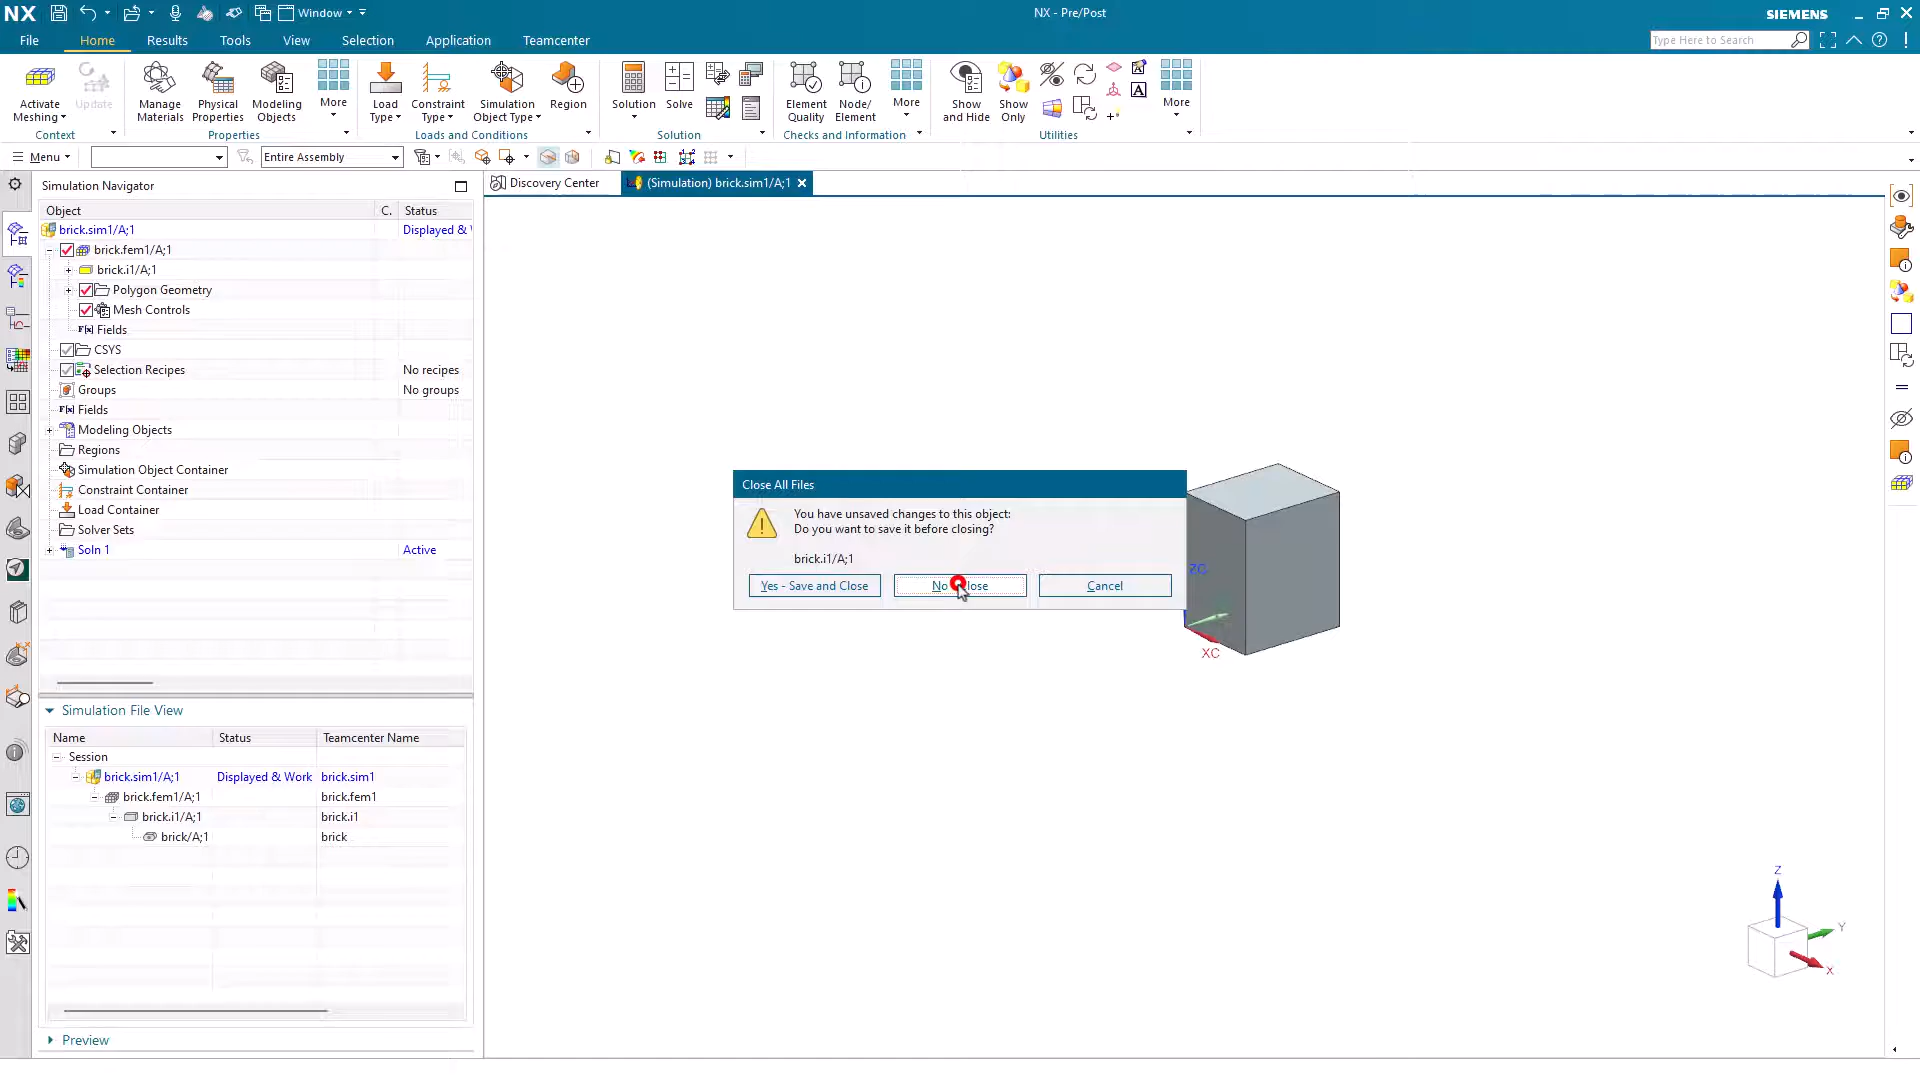 NX
Window
NX - Pre/Post
SIEMENS
File
Home
Results
Tools
View
Selection
Application
Teamcenter
Type Here to Search
Activate Meshing
Update
Manage Materials
Physical Properties
Modeling Objects
More
Load Type
Constraint Type
Simulation Object Type
Region
Solution
Solve
Element Quality
Node/ Element
More
Show and Hide
Show Only
More
Context
Properties
Loads and Conditions
Solution
Checks and Information
Utilities
Menu
Entire Assembly
Simulation Navigator
Discovery Center
(Simulation) brick.sim1/A;1
Object
C.
Status
brick.sim1/A;1
Displayed &
brick.fem1/A;1
brick.i1/A;1
Polygon Geometry
Mesh Controls
Fields
CSYS
Selection Recipes
No recipes
Groups
No groups
Fields
Modeling Objects
Regions
Simulation Object Container
Constraint Container
Load Container
Solver Sets
Soln 1
Active
Close All Files
You have unsaved changes to this object:
Do you want to save it before closing?
brick.i1/A;1
Yes - Save and Close
No
Cancel
ZC
XC
Simulation File View
Name
Status
Teamcenter Name
Session
brick.sim1/A;1
Displayed & Work
brick.sim1
brick.fem1/A;1
brick.fem1
brick.i1/A;1
brick.i1
brick/A;1
brick
Preview
Z
Y
X